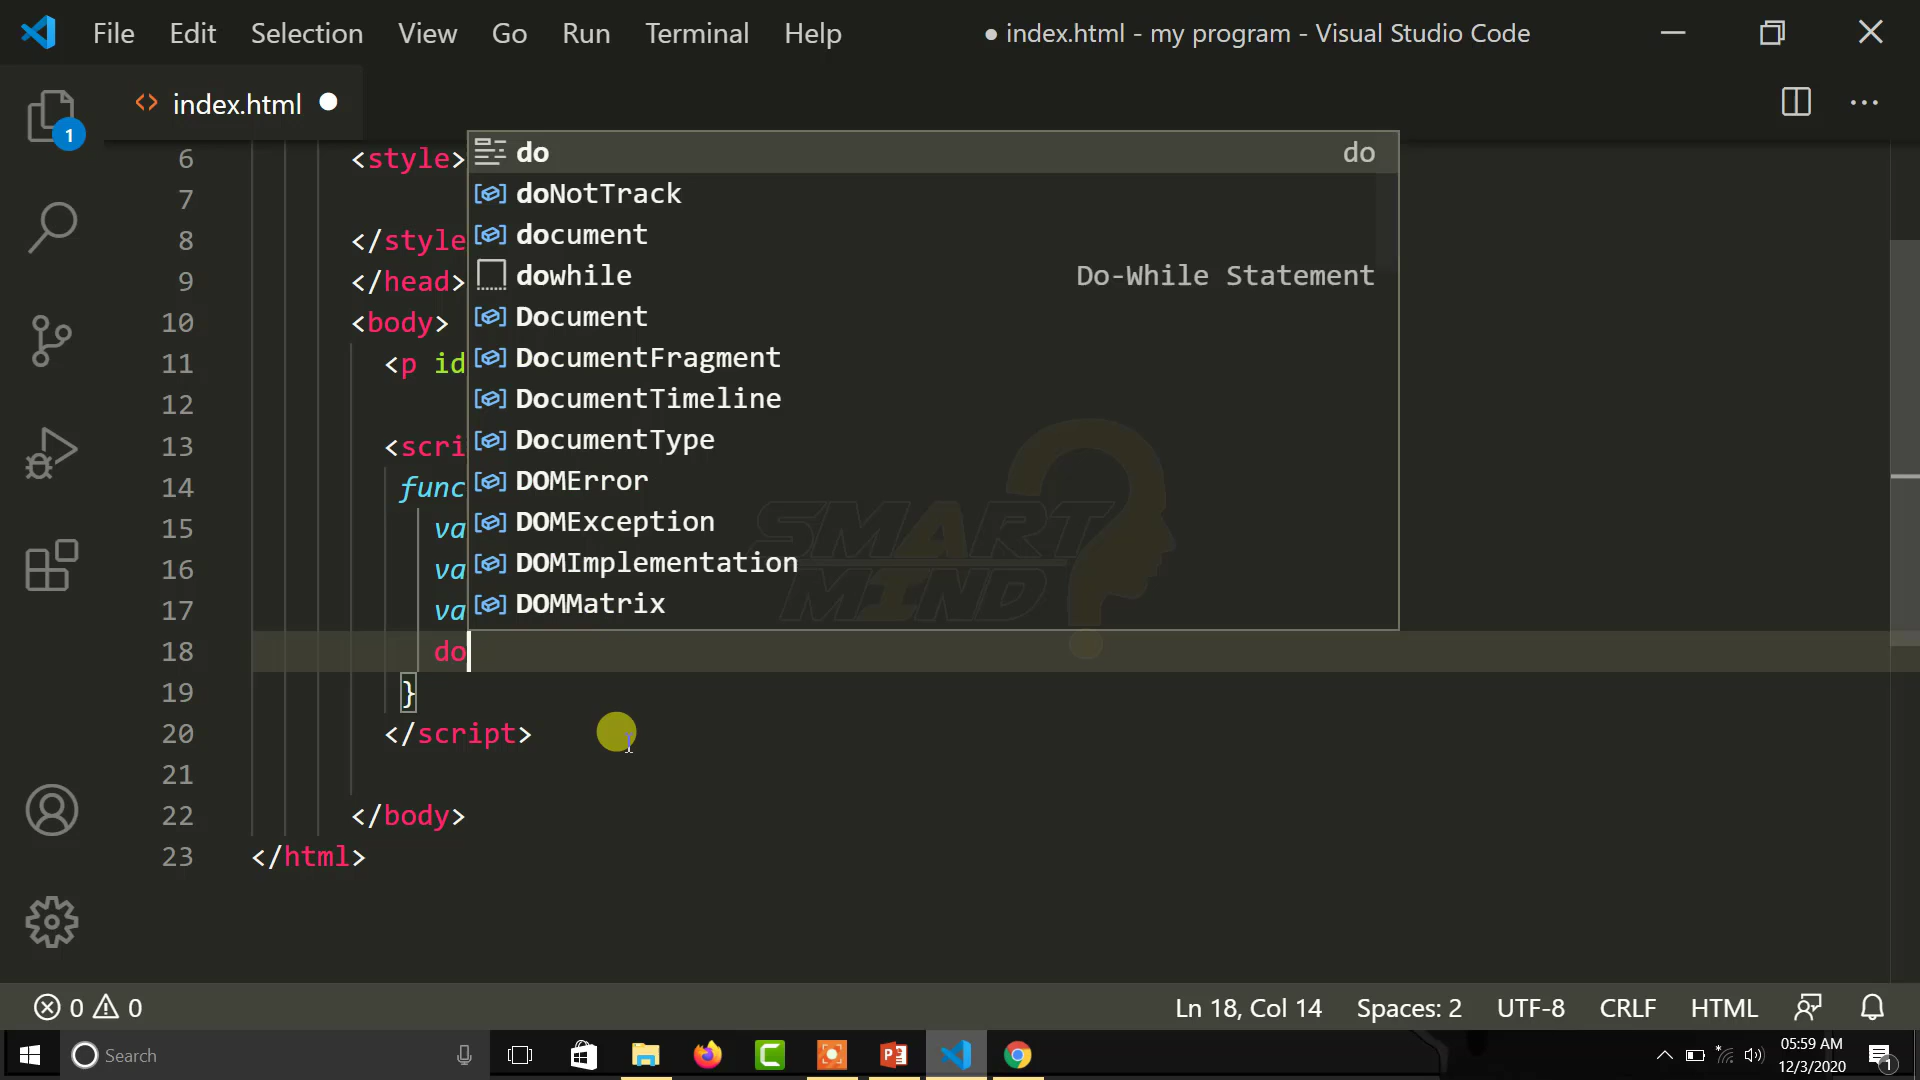 File Edit Selection View Go Run Terminal Help ● index.html - my program - Visual Studio Code
index.html
1
6 <style>
7
8 </style
9 </head>
10 <body>
11 <p id
12
13 <scri
14 func
15 va
16 va
17 va
18 do
19 }
20 </script>
21
22 </body>
23 </html>
do do
doNotTrack
document
dowhile Do-While Statement
Document
DocumentFragment
DocumentTimeline
DocumentType
DOMError
DOMException
DOMImplementation
DOMMatrix
SMART
MIND
0 0 Ln 18, Col 14 Spaces: 2 UTF-8 CRLF HTML
Search
05:59 AM
12/3/2020
1